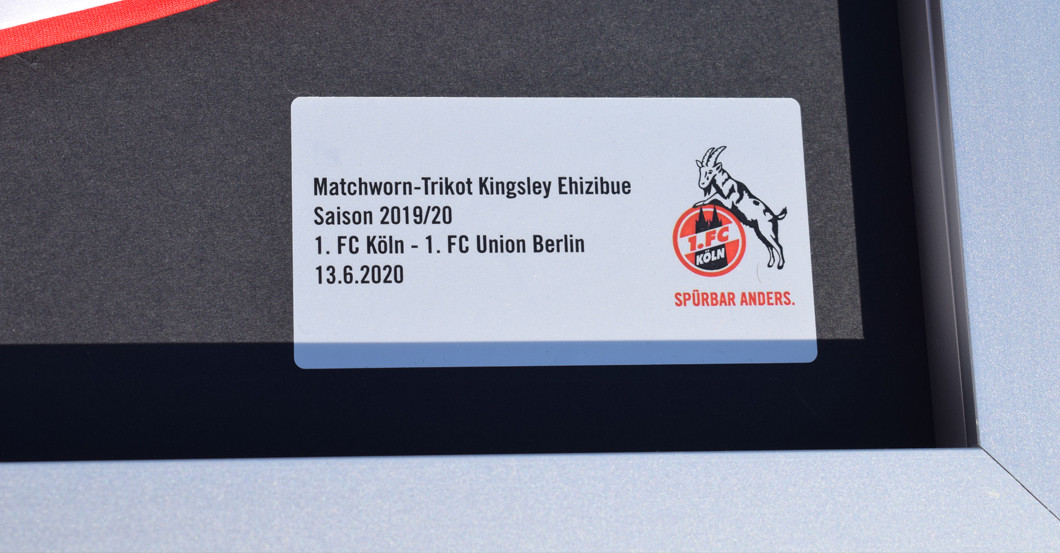 Matchworn-Trikot Kingsley Ehizibue
Saison 2019/20
1. FC Köln - 1. FC Union Berlin
13.6.2020
1. FC
KÖLN
SPÜRBAR ANDERS.